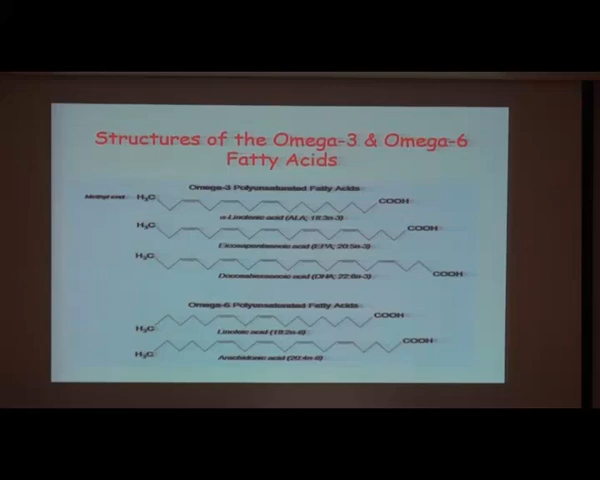 Structures of the Omega-3 & Omega-6
Fatty Acids
Omega-3 Polyunsaturated Fatty Acids
Methyl end H₃C COOH
α-Linolenic acid (ALA; 18:3n-3)
H₃C COOH
Eicosapentaenoic acid (EPA; 20:5n-3)
H₃C COOH
Docosahexaenoic acid (DHA; 22:6n-3)
Omega-6 Polyunsaturated Fatty Acids
H₃C COOH
Linoleic acid (18:2n-6)
H₃C COOH
Arachidonic acid (20:4n-6)